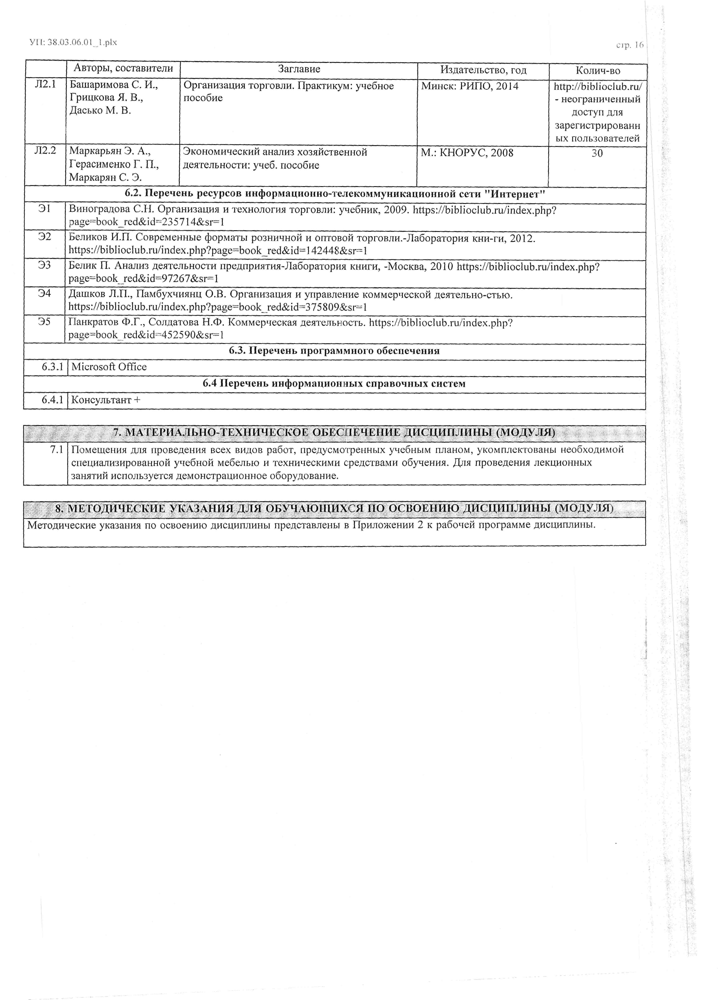 УП: 38.03.06.01_1.plx
стр. 16
Авторы, составители Заглавие Издательство, год Колич-во
Л2.1 Башаримова С. И., Организация торговли. Практикум: учебное Минск: РИПО, 2014 http://biblioclub.ru/
Грицкова Я. В., пособие - неограниченный
Дасько М. В. доступ для
зарегистрированн
ых пользователей
Л2.2 Маркарьян Э. А., Экономический анализ хозяйственной М.: КНОРУС, 2008 30
Герасименко Г. П., деятельности: учеб. пособие
Маркарян С. Э.
6.2. Перечень ресурсов информационно-телекоммуникационной сети "Интернет"
Э1 Виноградова С.Н. Организация и технология торговли: учебник, 2009. https://biblioclub.ru/index.php?
page=book_red&id=235714&sr=1
Э2 Беликов И.П. Современные форматы розничной и оптовой торговли.-Лаборатория кни-ги, 2012.
https://biblioclub.ru/index.php?page=book_red&id=142448&sr=1
Э3 Белик П. Анализ деятельности предприятия-Лаборатория книги, -Москва, 2010 https://biblioclub.ru/index.php?
page=book_red&id=97267&sr=1
Э4 Дашков Л.П., Памбухчиянц О.В. Организация и управление коммерческой деятельно-стью.
https://biblioclub.ru/index.php?page=book_red&id=375809&sr=1
Э5 Панкратов Ф.Г., Солдатова Н.Ф. Коммерческая деятельность. https://biblioclub.ru/index.php?
page=book_red&id=452590&sr=1
6.3. Перечень программного обеспечения
6.3.1 Microsoft Office
6.4 Перечень информационных справочных систем
6.4.1 Консультант +
7. МАТЕРИАЛЬНО-ТЕХНИЧЕСКОЕ ОБЕСПЕЧЕНИЕ ДИСЦИПЛИНЫ (МОДУЛЯ)
7.1 Помещения для проведения всех видов работ, предусмотренных учебным планом, укомплектованы необходимой
специализированной учебной мебелью и техническими средствами обучения. Для проведения лекционных
занятий используется демонстрационное оборудование.
8. МЕТОДИЧЕСКИЕ УКАЗАНИЯ ДЛЯ ОБУЧАЮЩИХСЯ ПО ОСВОЕНИЮ ДИСЦИПЛИНЫ (МОДУЛЯ)
Методические указания по освоению дисциплины представлены в Приложении 2 к рабочей программе дисциплины.